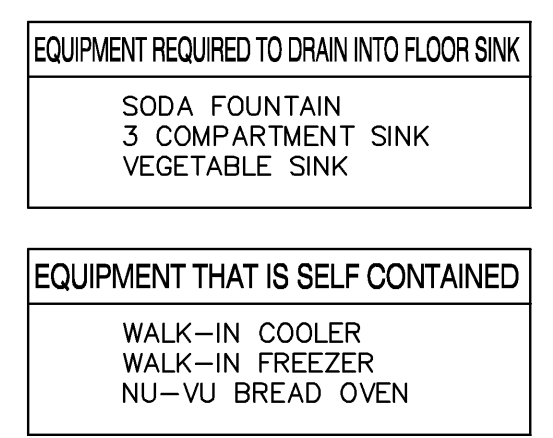 EQUIPMENT REQUIRED TO DRAIN INTO FLOOR SINK
SODA FOUNTAIN
3 COMPARTMENT SINK
VEGETABLE SINK
EQUIPMENT THAT IS SELF CONTAINED
WALK-IN COOLER
WALK-IN FREEZER
NU-VU BREAD OVEN